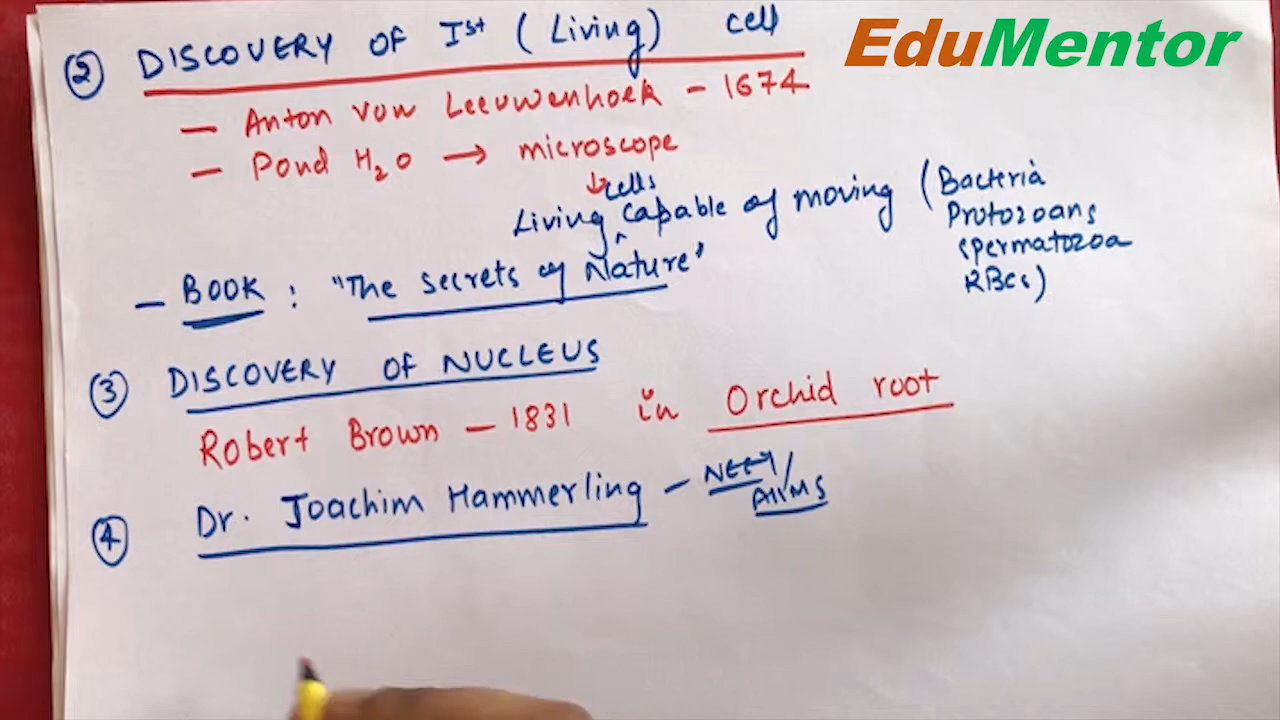 EduMentor
② DISCOVERY OF Ist (Living) cell
— Anton von Leeuwenhoek – 1674
— Pond H2O → microscope
↓ cells
Living ^ capable of moving (Bacteria
Protozoans
spermatozoa
RBCs)
— BOOK : "The secrets of Nature"
③ DISCOVERY OF NUCLEUS
Robert Brown – 1831 in Orchid root
④ Dr. Joachim Hammerling – NEET/
AIIMS